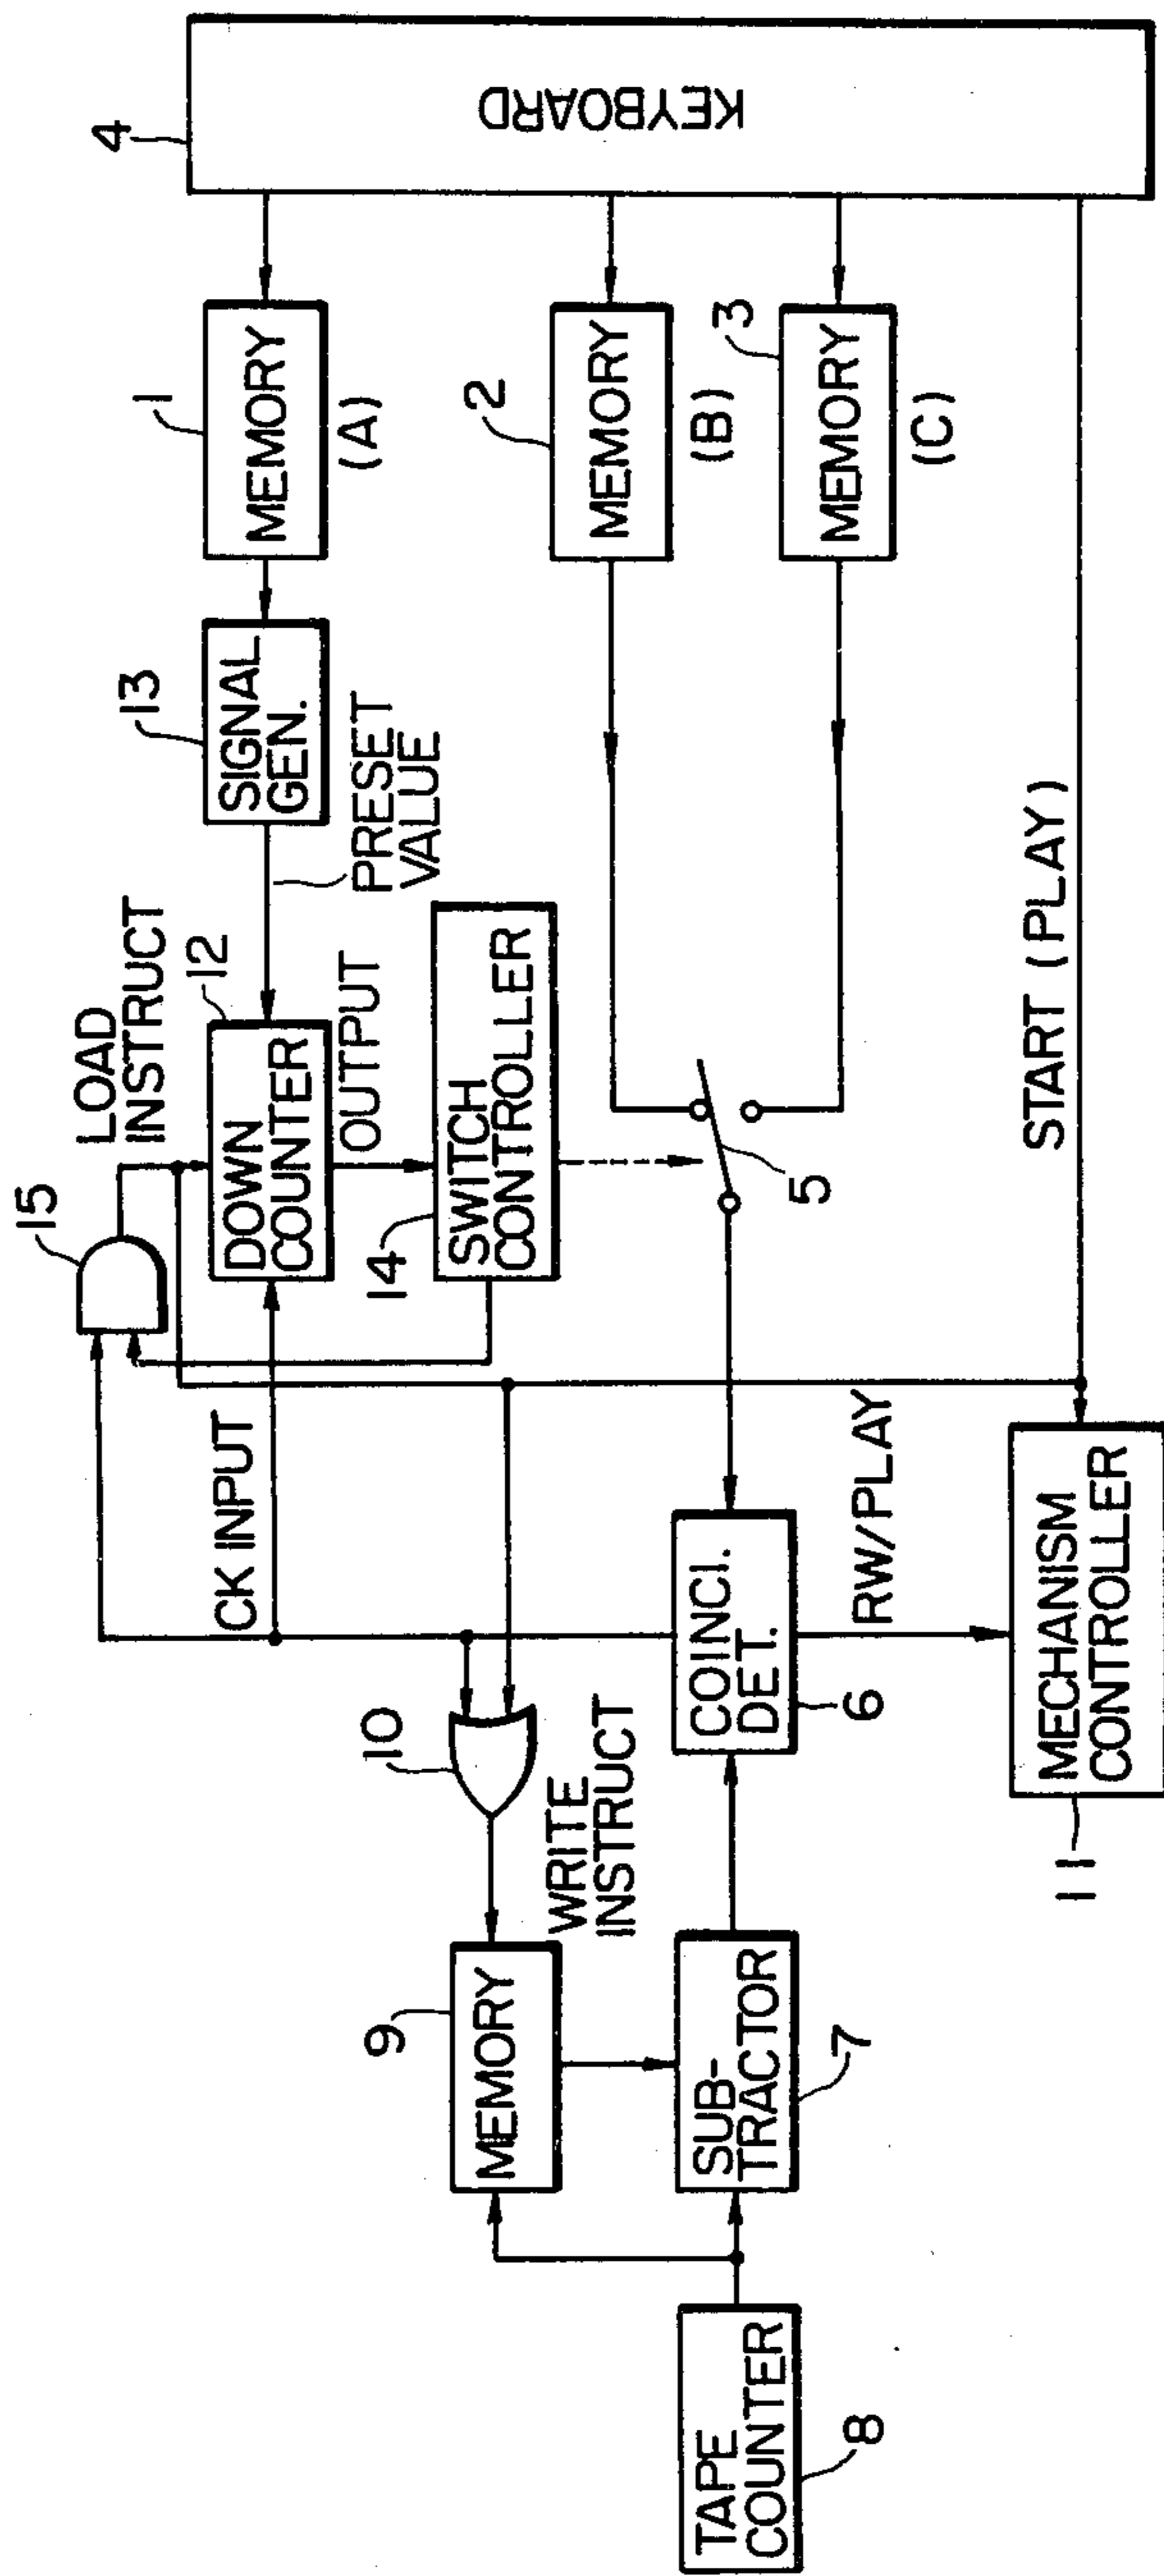 KEYBOARD
4
1
MEMORY
(A)
2
MEMORY
(B)
3
MEMORY
(C)
13
SIGNAL
GEN.
PRESET
VALUE
LOAD
INSTRUCT
12
DOWN
COUNTER
OUTPUT
14
SWITCH
CONTROLLER
5
15
CK INPUT
START (PLAY)
COINCI.
DET.
6
RW/PLAY
MECHANISM
CONTROLLER
11
10
WRITE
INSTRUCT
9
MEMORY
SUB-
TRACTOR
7
TAPE
COUNTER
8